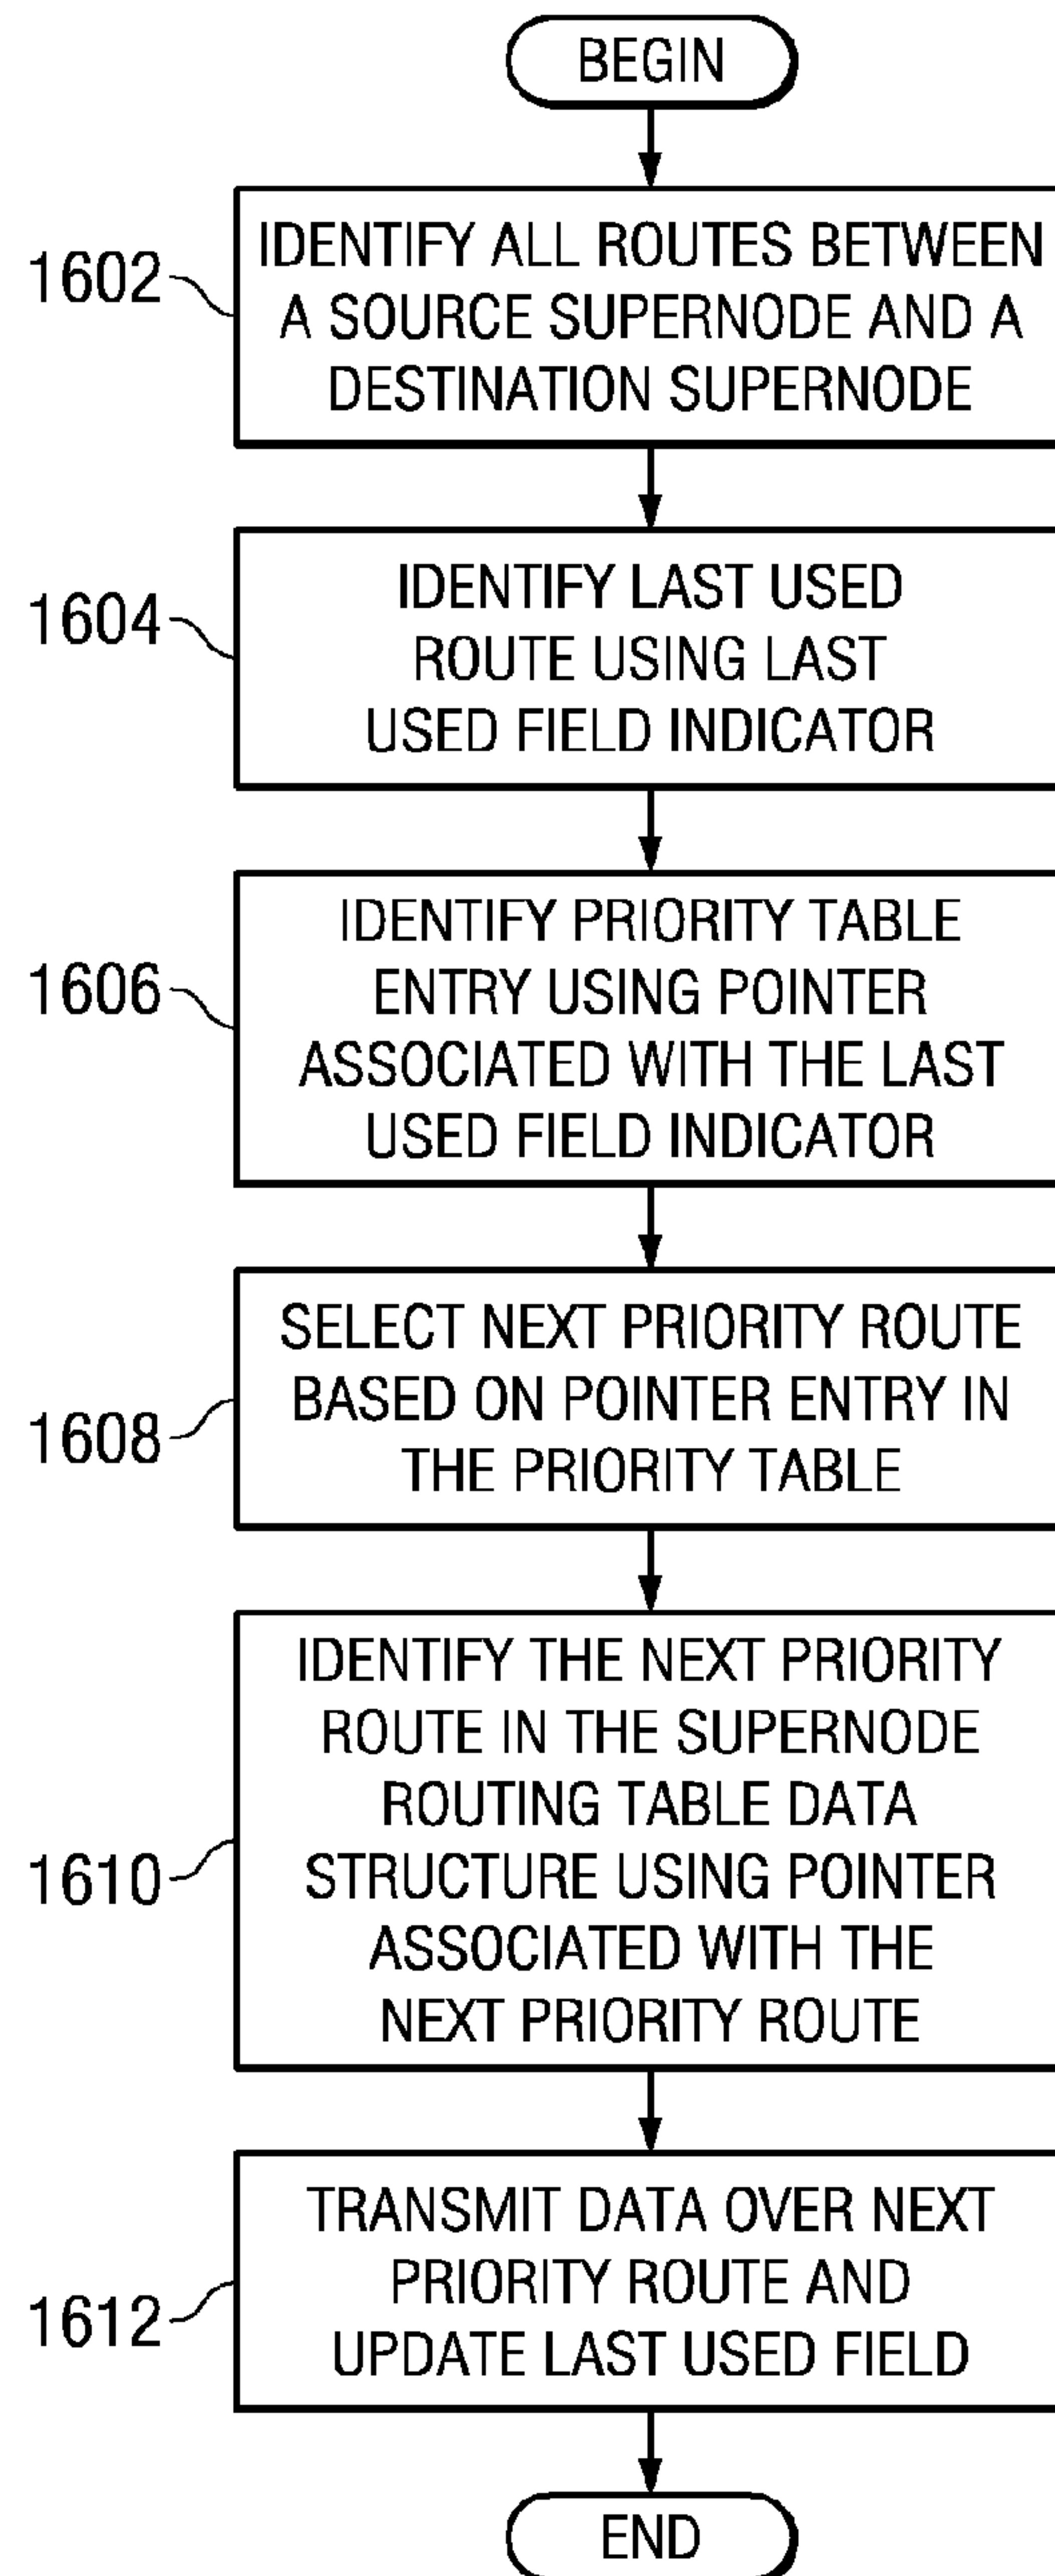 BEGIN
1602
IDENTIFY ALL ROUTES BETWEEN
A SOURCE SUPERNODE AND A
DESTINATION SUPERNODE
1604
IDENTIFY LAST USED
ROUTE USING LAST
USED FIELD INDICATOR
1606
IDENTIFY PRIORITY TABLE
ENTRY USING POINTER
ASSOCIATED WITH THE LAST
USED FIELD INDICATOR
1608
SELECT NEXT PRIORITY ROUTE
BASED ON POINTER ENTRY IN
THE PRIORITY TABLE
1610
IDENTIFY THE NEXT PRIORITY
ROUTE IN THE SUPERNODE
ROUTING TABLE DATA
STRUCTURE USING POINTER
ASSOCIATED WITH THE
NEXT PRIORITY ROUTE
1612
TRANSMIT DATA OVER NEXT
PRIORITY ROUTE AND
UPDATE LAST USED FIELD
END